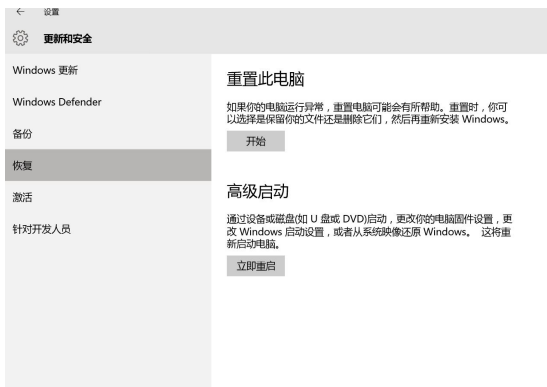 设置
更新和安全
Windows 更新
Windows Defender
备份
恢复
激活
针对开发人员
重置此电脑
如果你的电脑运行异常，重置电脑可能会有所帮助。重置时，你可
以选择是保留你的文件还是删除它们，然后再重新安装 Windows。
开始
高级启动
通过设备或磁盘(如 U 盘或 DVD)启动，更改你的电脑固件设置，更
改 Windows 启动设置，或者从系统映像还原 Windows。 这将重
新启动电脑。
立即重启